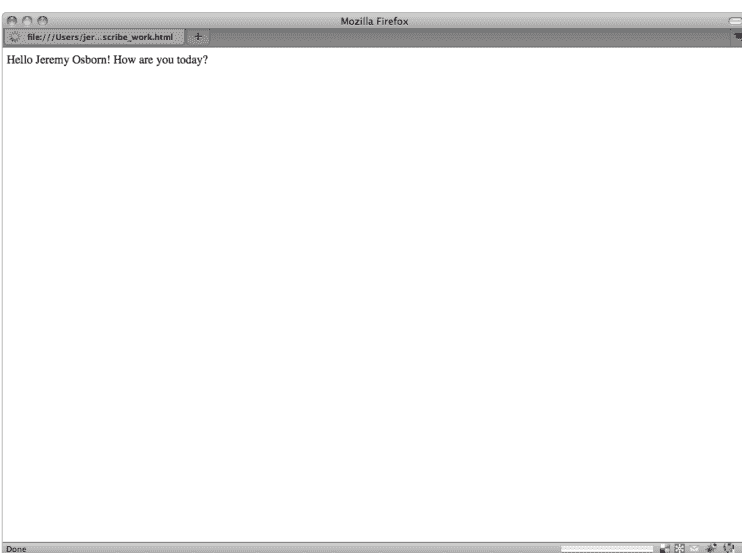 Mozilla Firefox
file:///Users/jer...scribe_work.html +
Hello Jeremy Osborn! How are you today?
Done